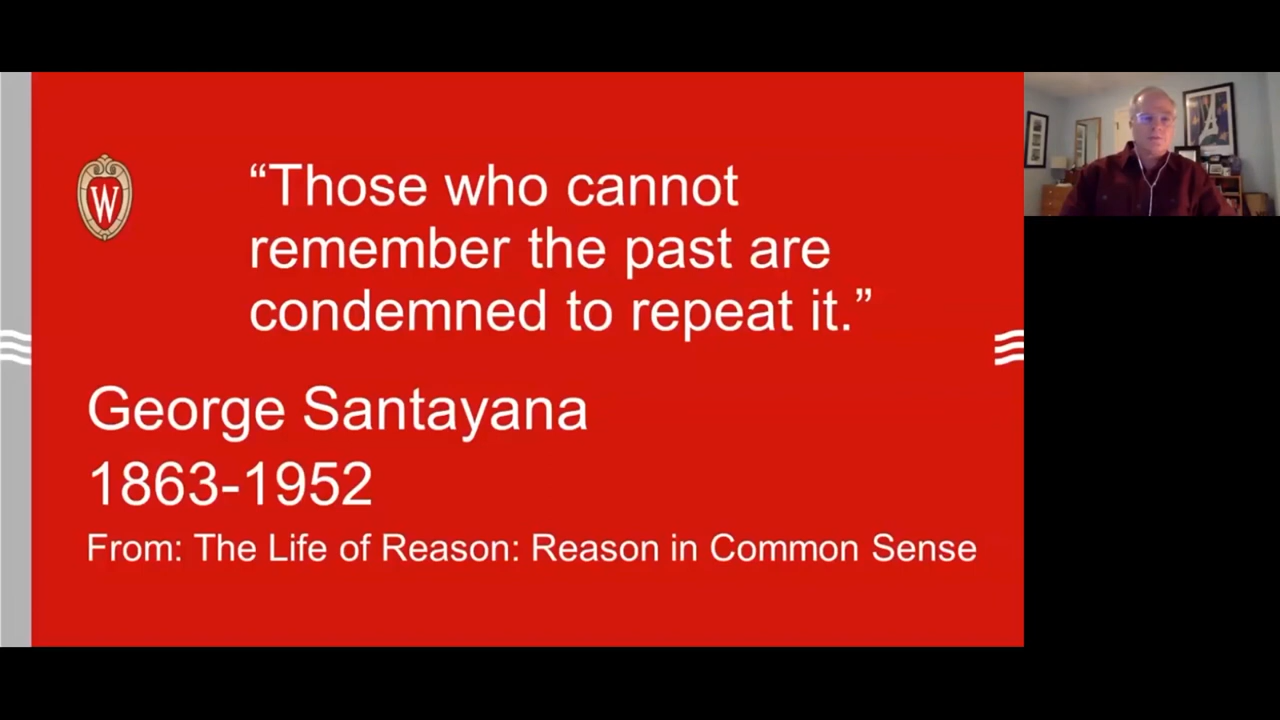 W
“Those who cannot
remember the past are
condemned to repeat it.”
George Santayana
1863-1952
From: The Life of Reason: Reason in Common Sense